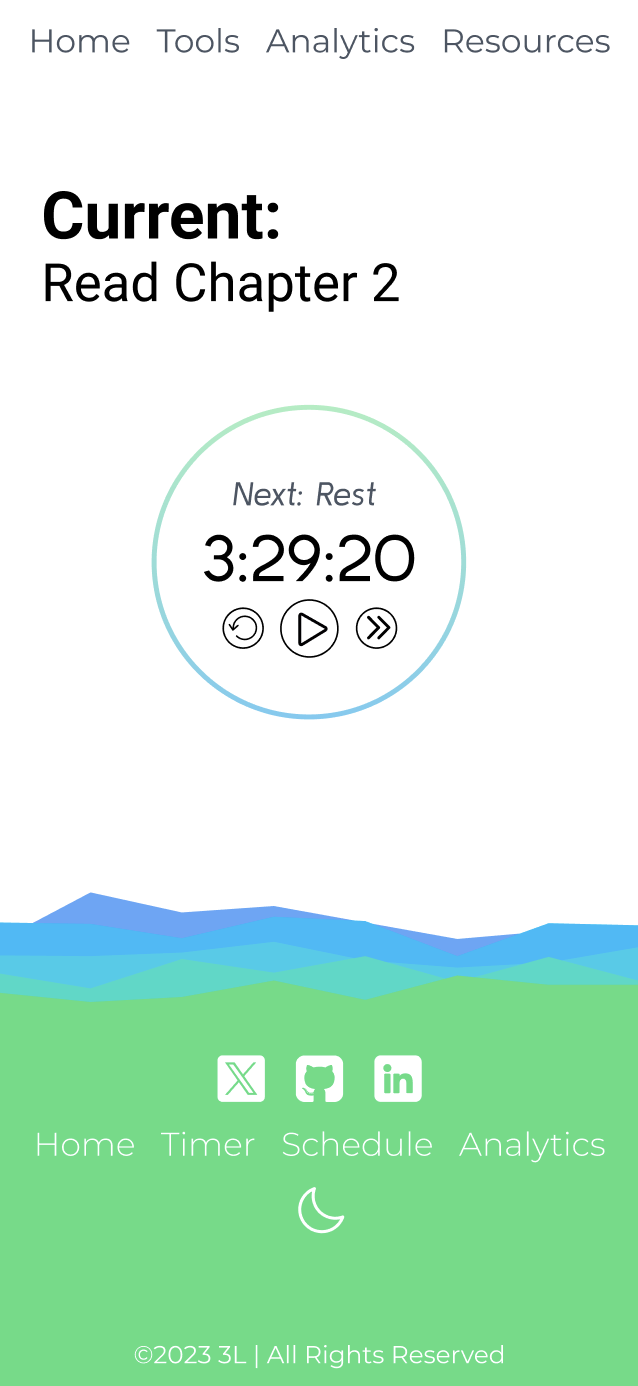 Home Tools Analytics Resources
Current:
Read Chapter 2
Next: Rest
3:29:20
X in
Home Timer Schedule Analytics
©2023 3L | All Rights Reserved